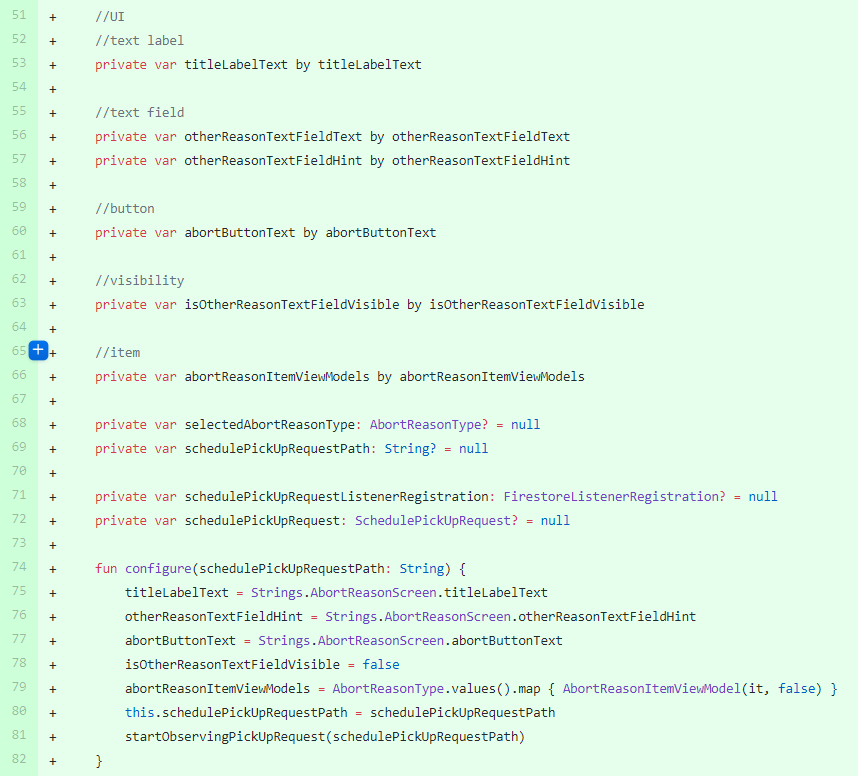 51 + //UI
52 + //text label
53 + private var titleLabelText by titleLabelText
54 +
55 + //text field
56 + private var otherReasonTextFieldText by otherReasonTextFieldText
57 + private var otherReasonTextFieldHint by otherReasonTextFieldHint
58 +
59 + //button
60 + private var abortButtonText by abortButtonText
61 +
62 + //visibility
63 + private var isOtherReasonTextFieldVisible by isOtherReasonTextFieldVisible
64 +
65 + + //item
66 + private var abortReasonItemViewModels by abortReasonItemViewModels
67 +
68 + private var selectedAbortReasonType: AbortReasonType? = null
69 + private var schedulePickUpRequestPath: String? = null
70 +
71 + private var schedulePickUpRequestListenerRegistration: FirestoreListenerRegistration? = null
72 + private var schedulePickUpRequest: SchedulePickUpRequest? = null
73 +
74 + fun configure(schedulePickUpRequestPath: String) {
75 + titleLabelText = Strings.AbortReasonScreen.titleLabelText
76 + otherReasonTextFieldHint = Strings.AbortReasonScreen.otherReasonTextFieldHint
77 + abortButtonText = Strings.AbortReasonScreen.abortButtonText
78 + isOtherReasonTextFieldVisible = false
79 + abortReasonItemViewModels = AbortReasonType.values().map { AbortReasonItemViewModel(it, false) }
80 + this.schedulePickUpRequestPath = schedulePickUpRequestPath
81 + startObservingPickUpRequest(schedulePickUpRequestPath)
82 + }